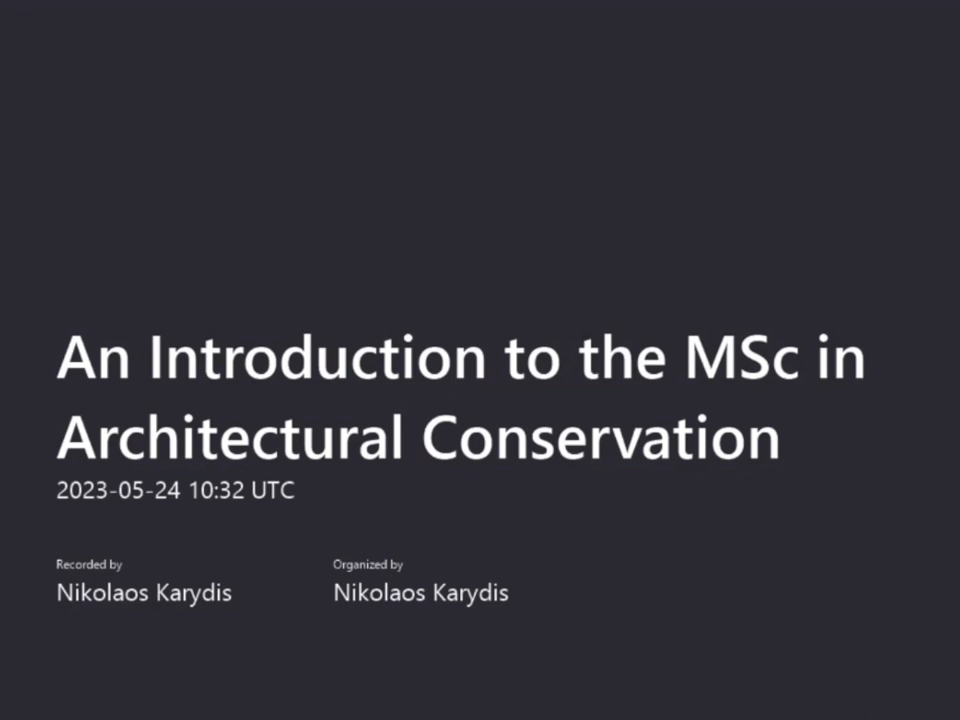 An Introduction to the MSc in
Architectural Conservation
2023-05-24 10:32 UTC
Recorded by
Organized by
Nikolaos Karydis
Nikolaos Karydis